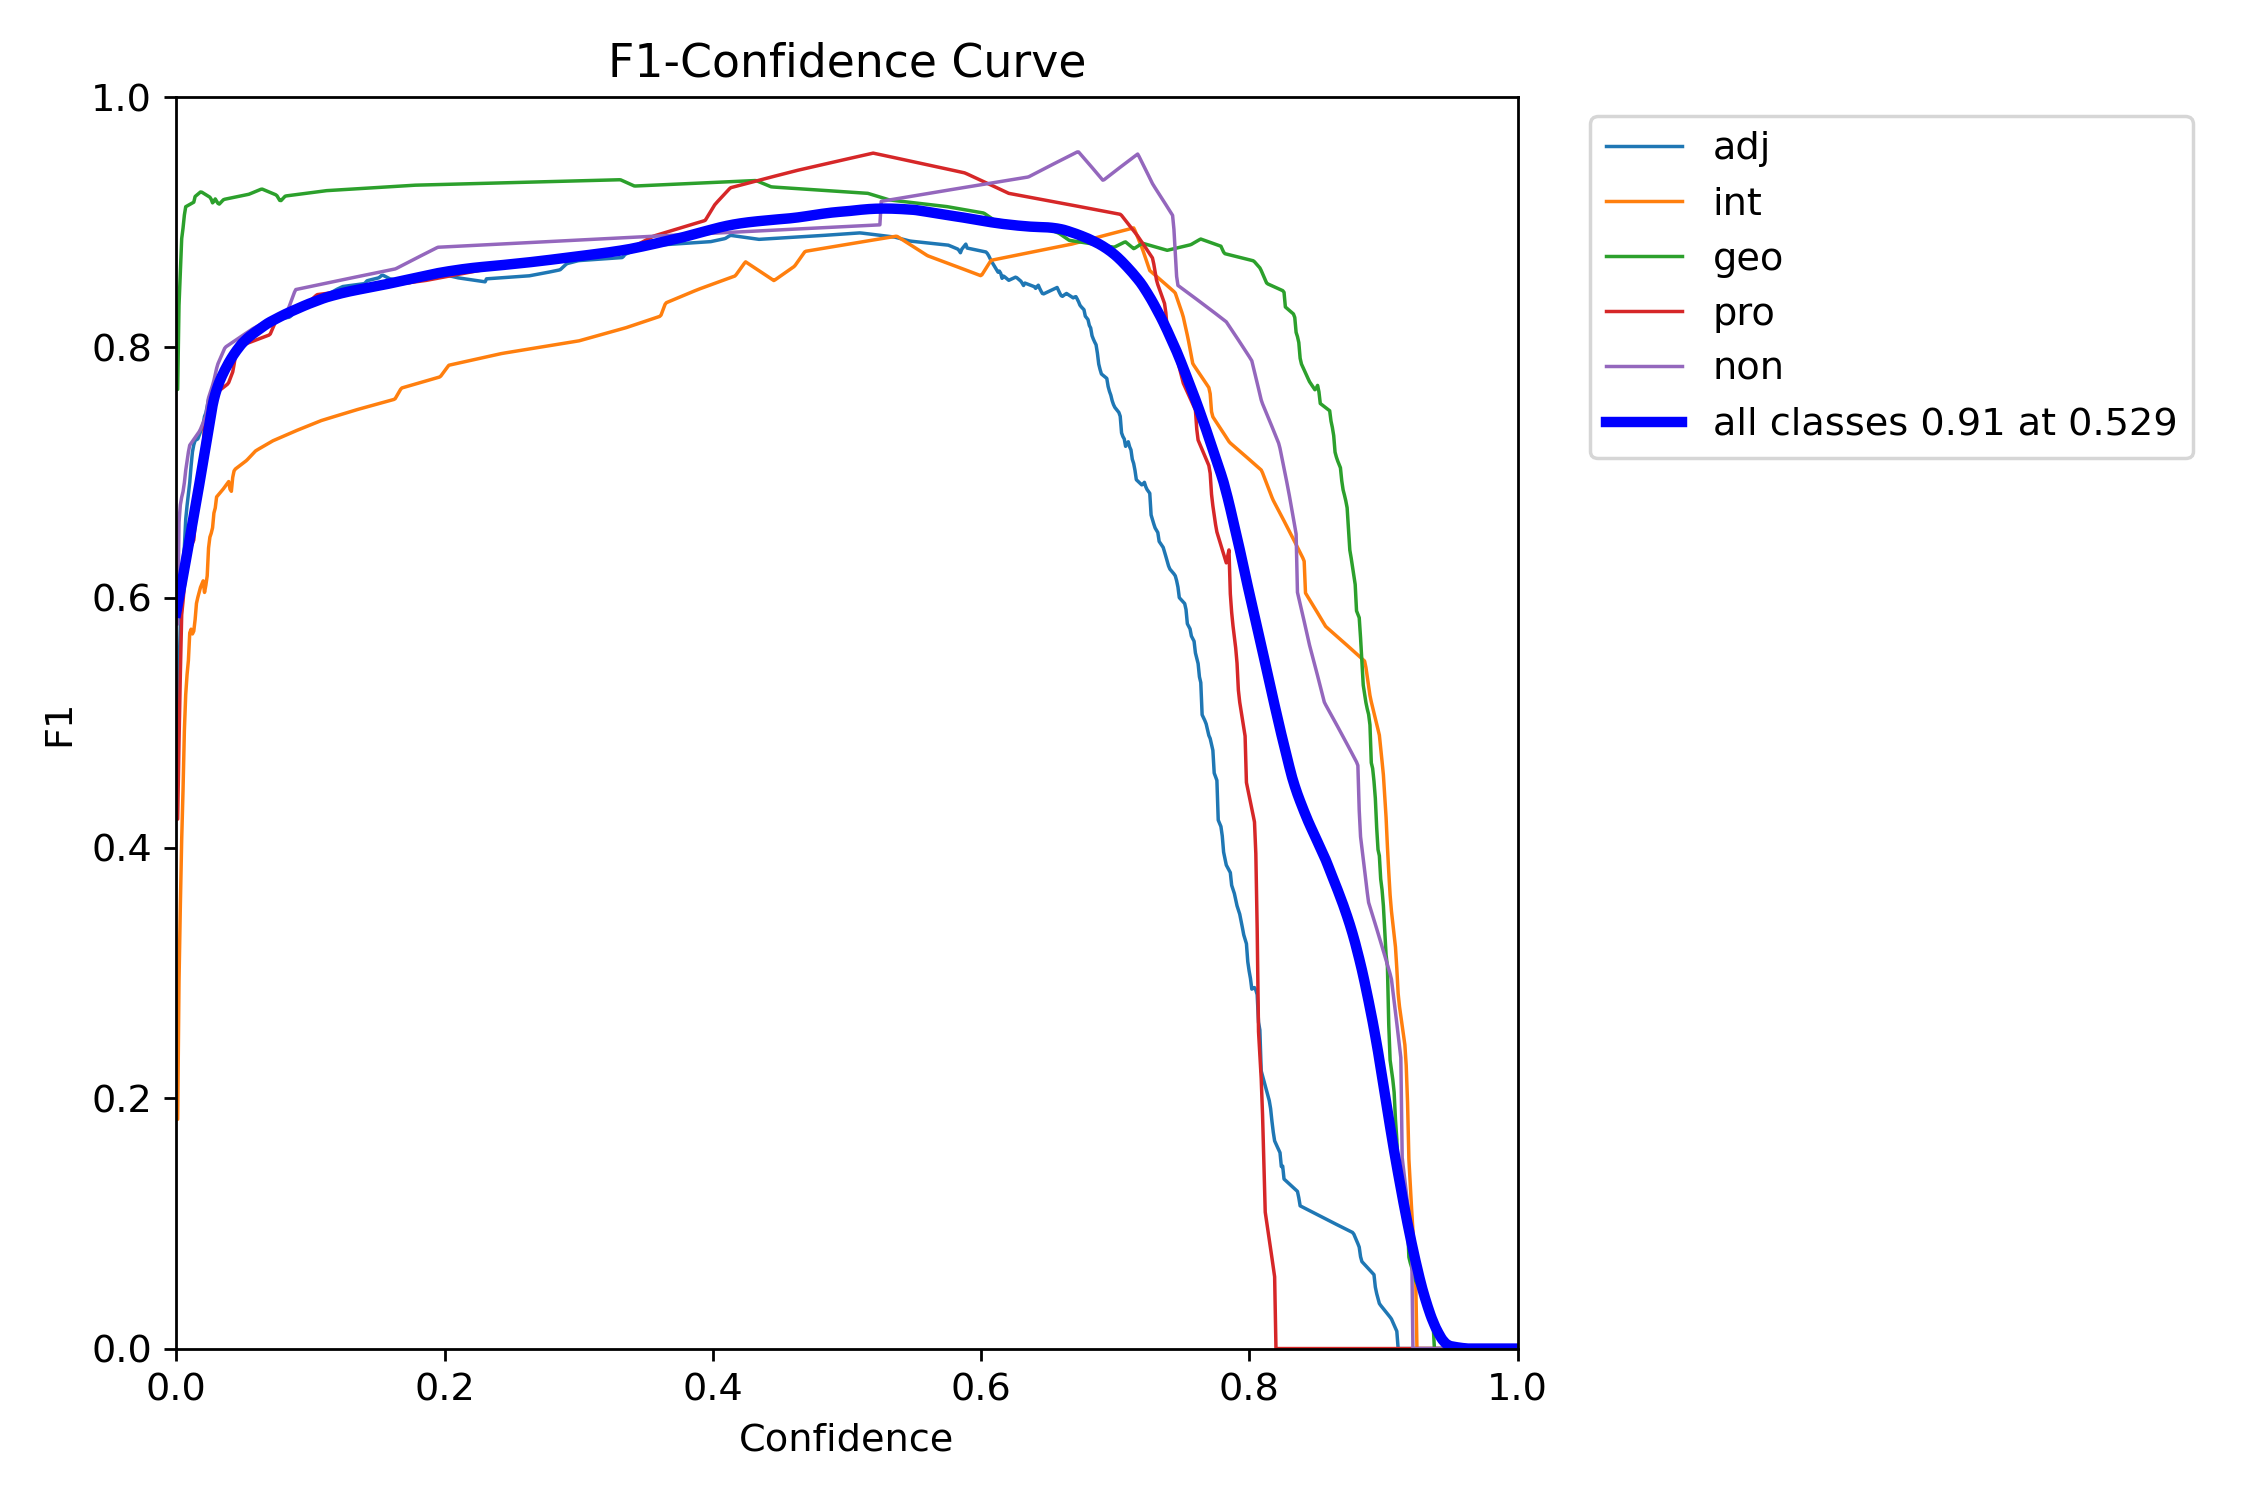 F1-Confidence Curve
1.0
0.8
0.6
0.4
0.2
0.0
F1
0.0 0.2 0.4 0.6 0.8 1.0
Confidence
adj
int
geo
pro
non
all classes 0.91 at 0.529